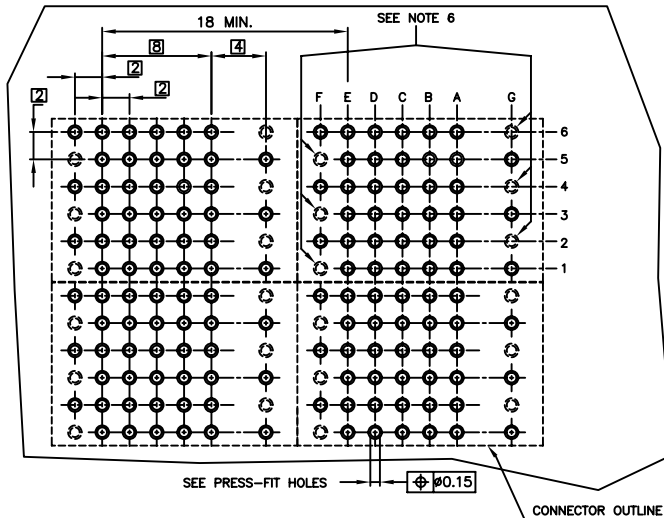 18 MIN.
SEE NOTE 6
8
4
2
2
2
F E D C B A G
6
5
4
3
2
1
SEE PRESS-FIT HOLES
⌖ ø0.15
CONNECTOR OUTLINE